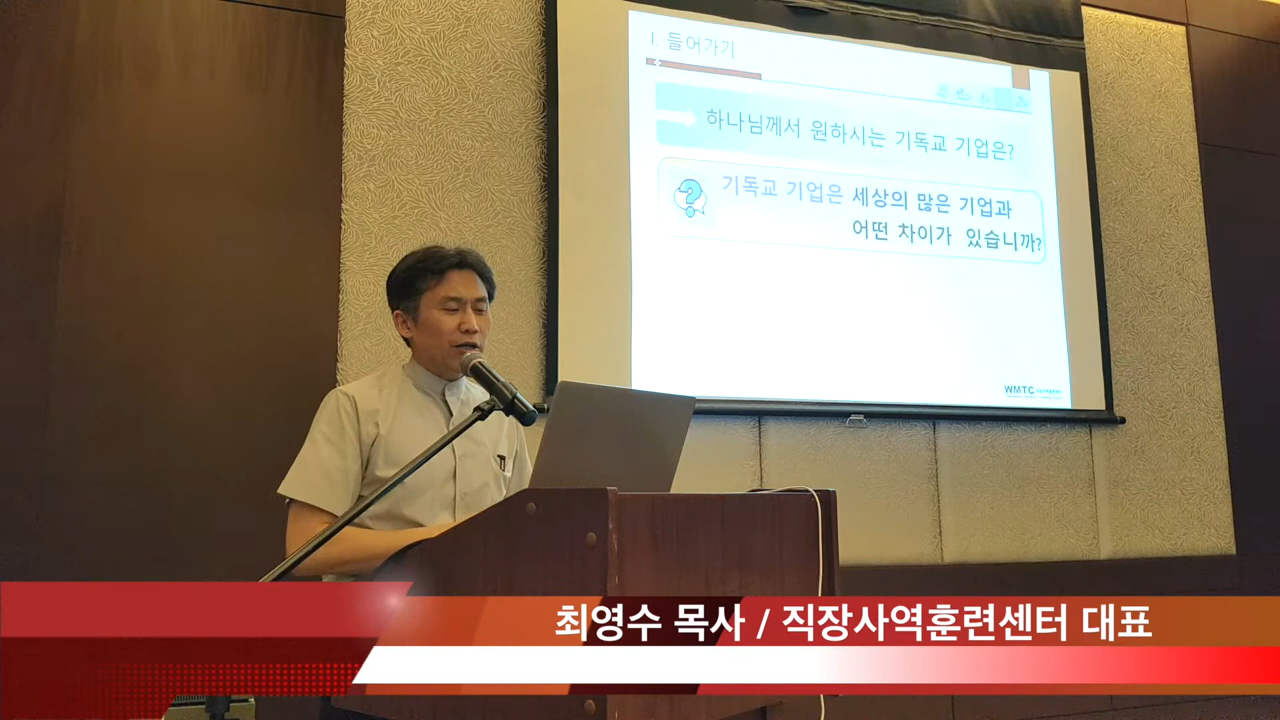 I. 들어가기
하나님께서 원하시는 기독교 기업은?
기독교 기업은 세상의 많은 기업과
어떤 차이가 있습니까?
WMTC
최영수 목사 / 직장사역훈련센터 대표